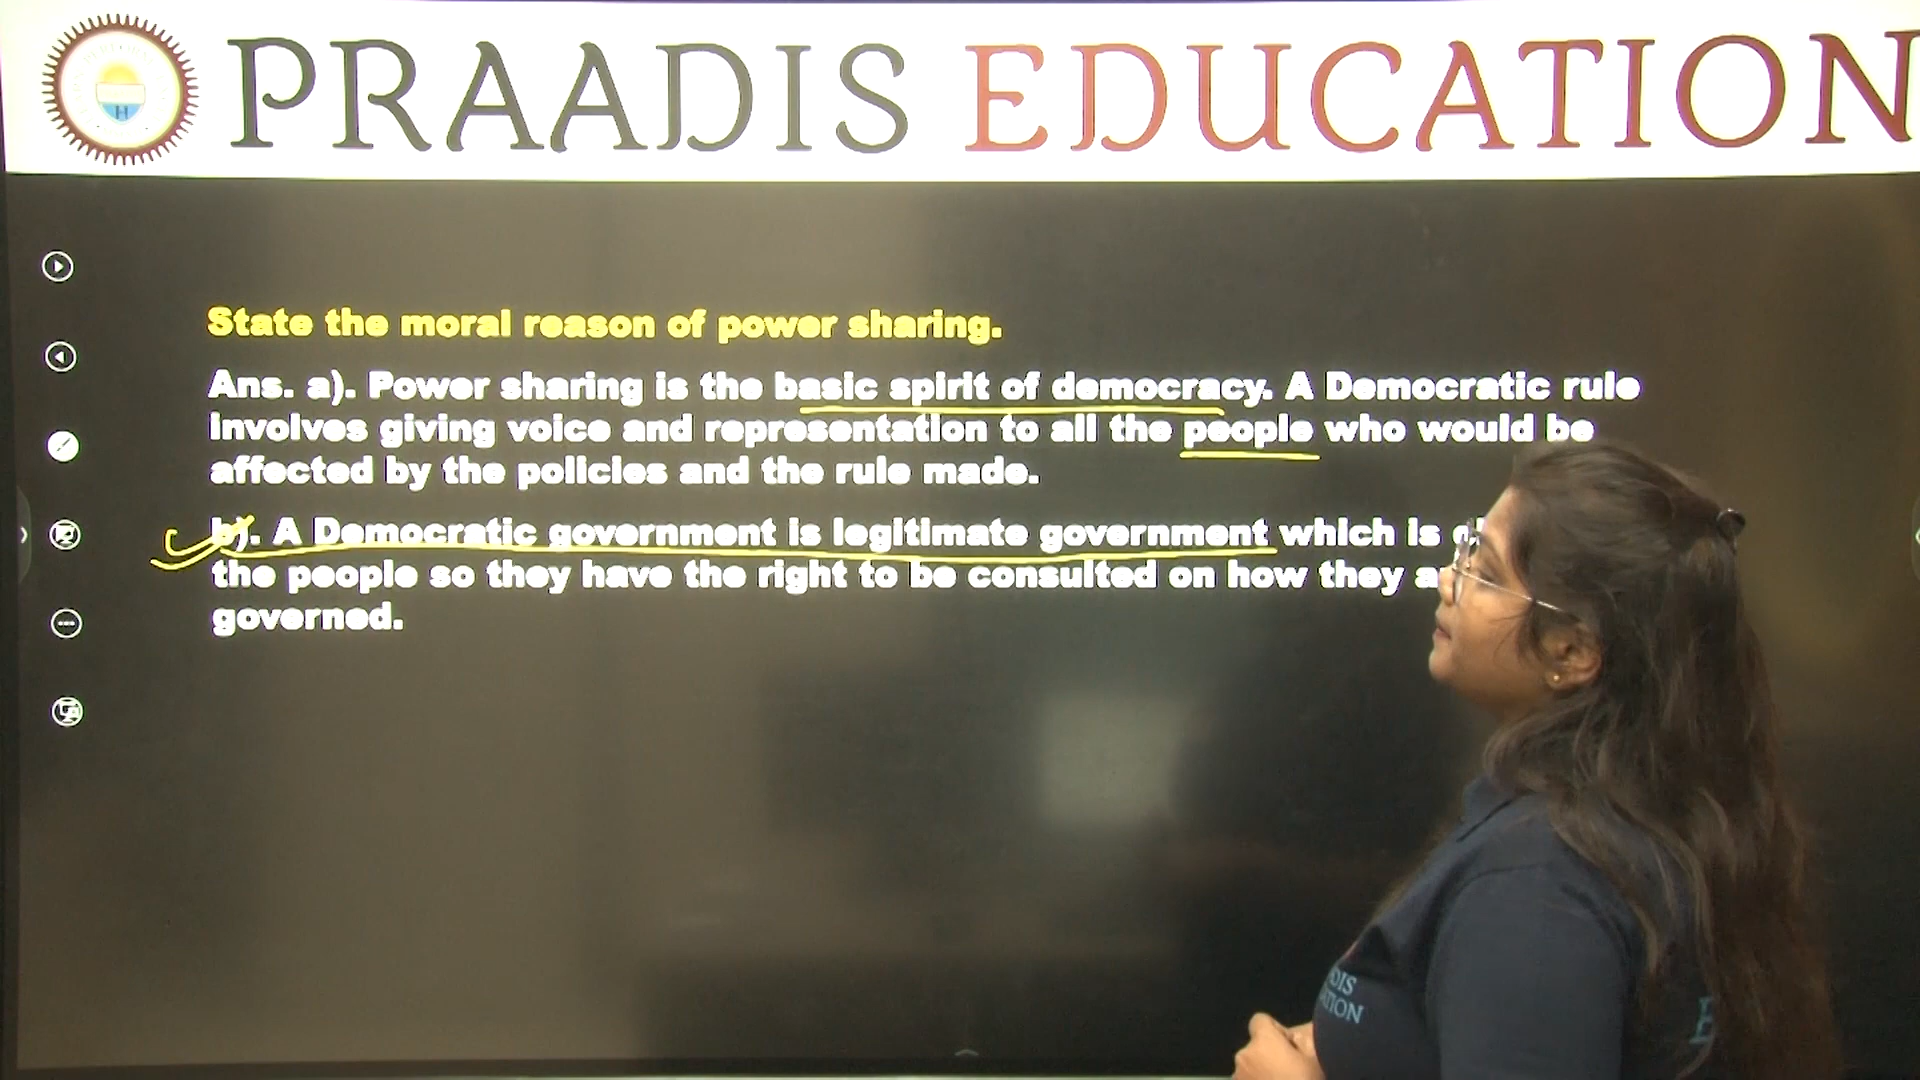 PRAADIS EDUCATION
H
State the moral reason of power sharing.
Ans. a). Power sharing is the basic spirit of democracy. A Democratic rule
involves giving voice and representation to all the people who would be
affected by the policies and the rule made.
b). A Democratic government is legitimate government which is
the people so they have the right to be consulted on how they
governed.